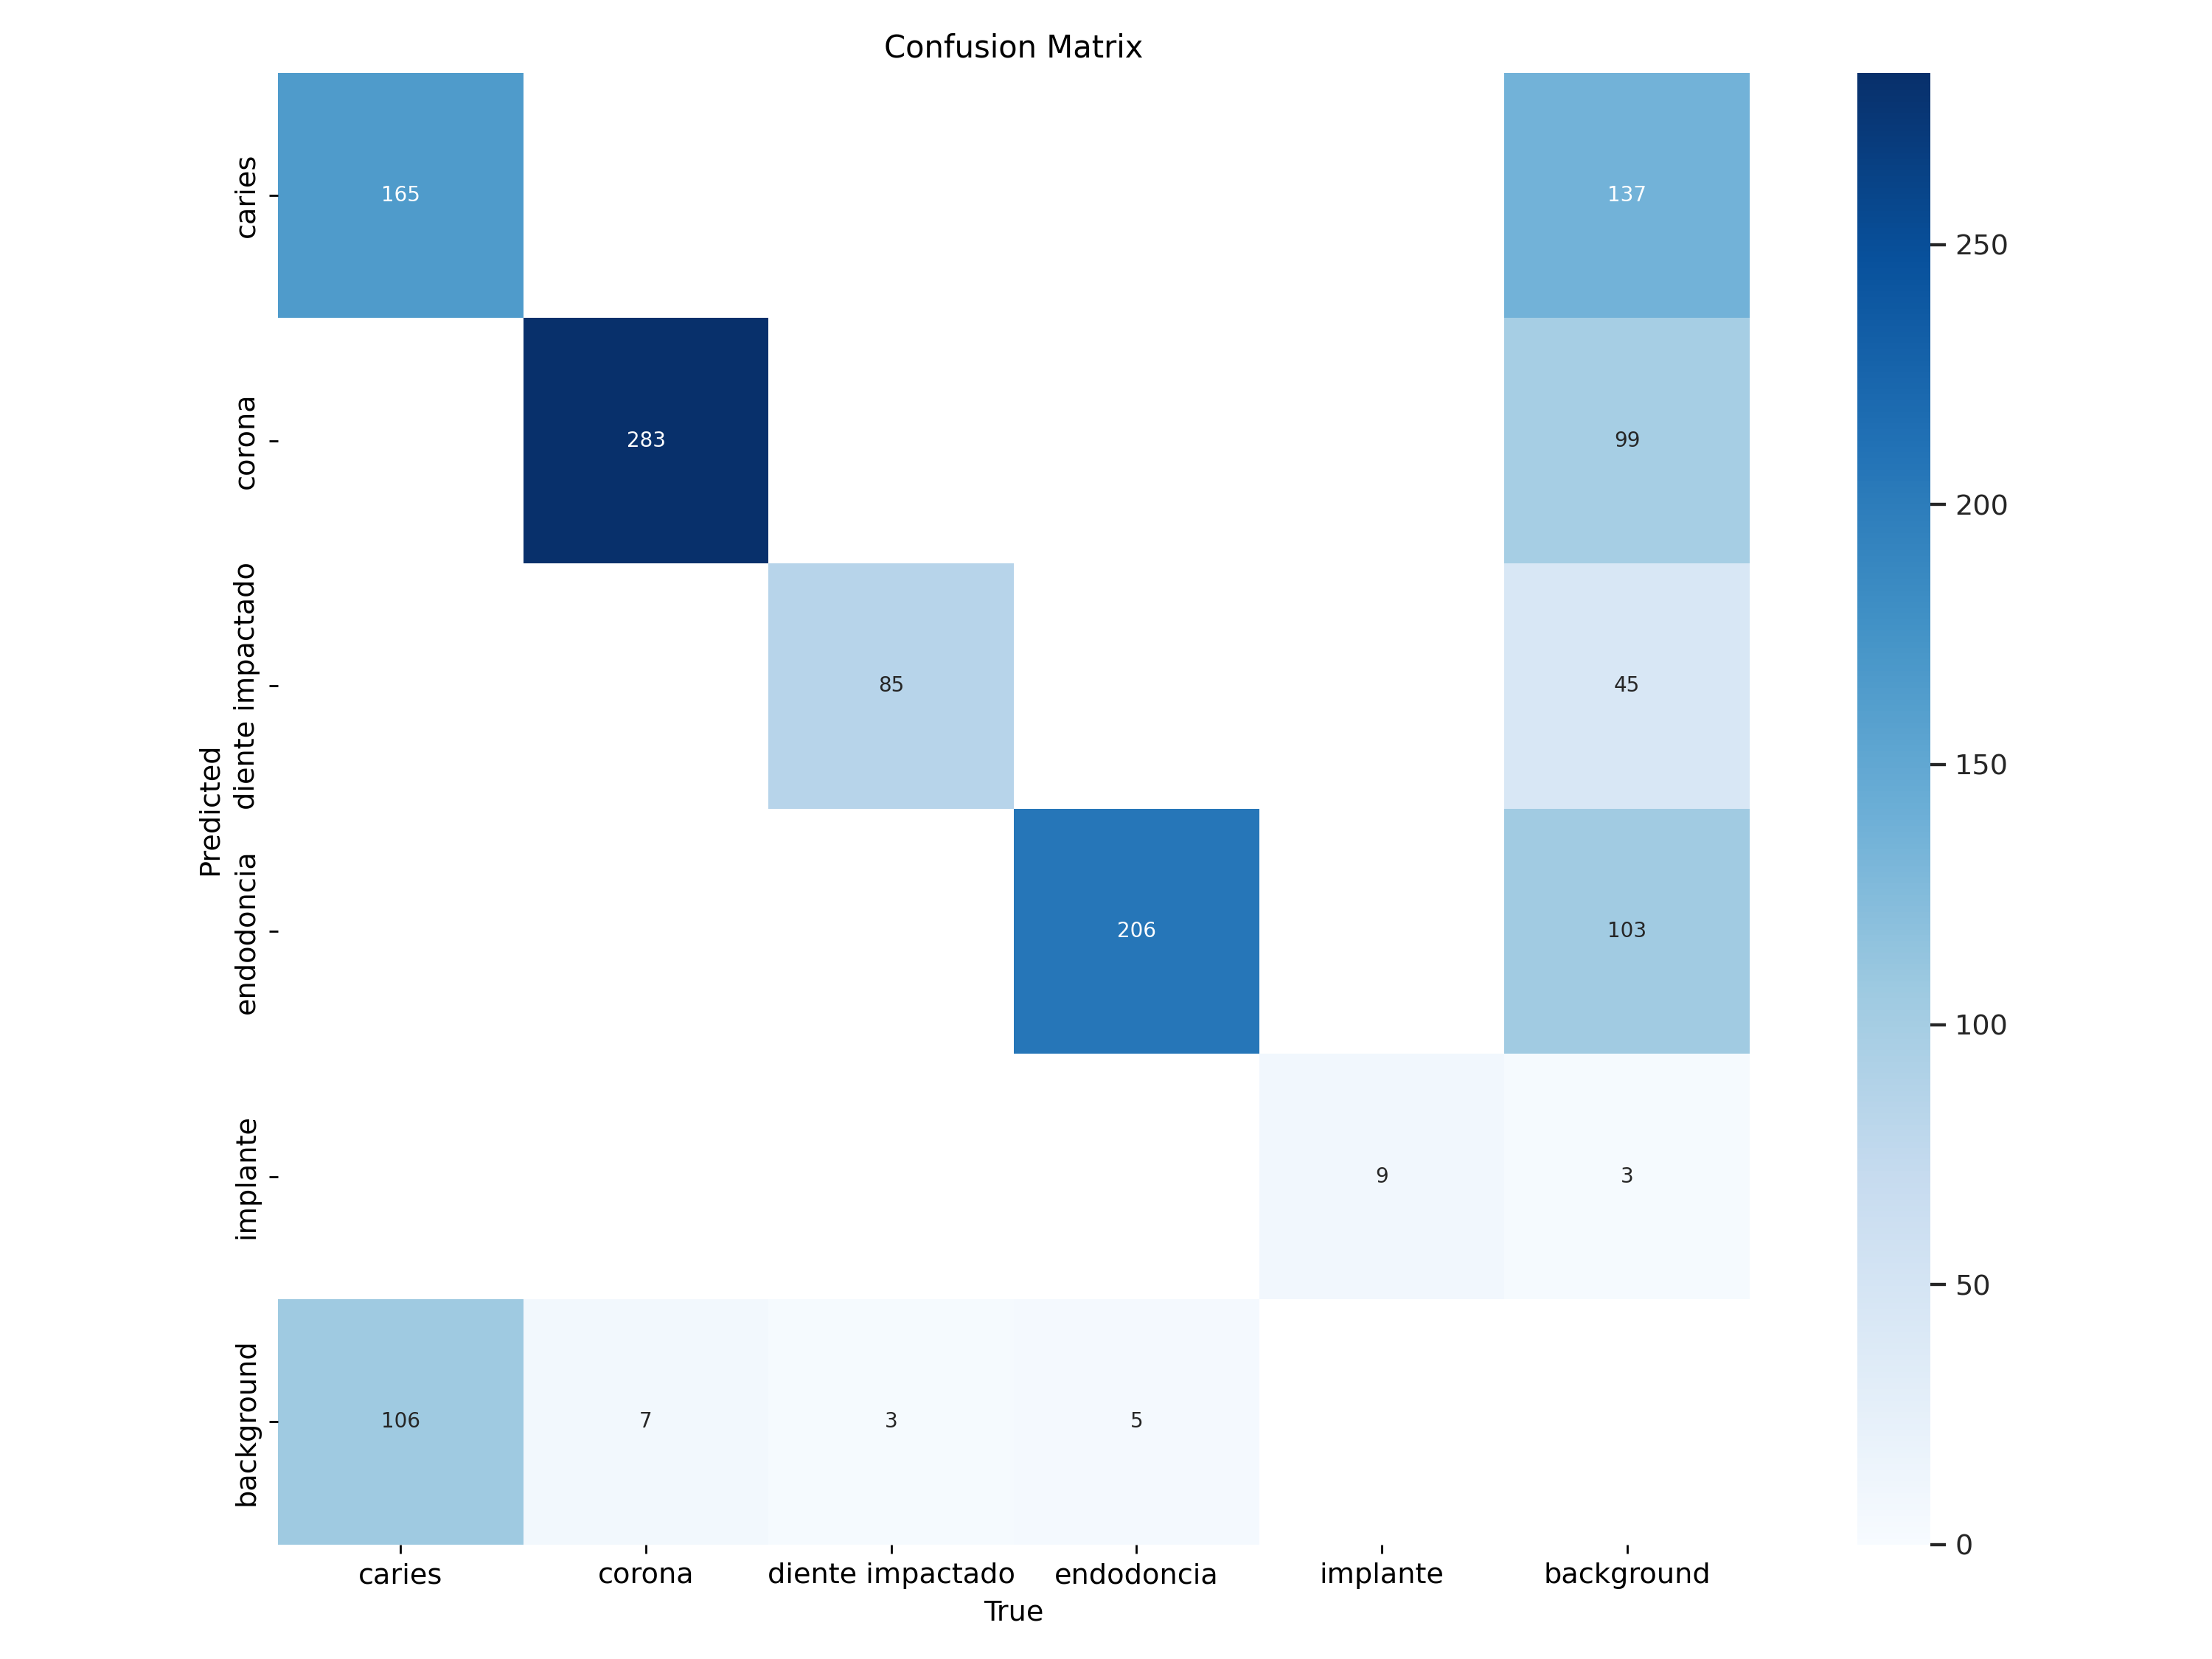 Confusion Matrix
caries
165
137
250
corona
283
99
200
diente impactado
85
45
150
Predicted
endodoncia
206
103
100
implante
9
3
50
background
106
7
3
5
0
caries
corona
diente impactado
endodoncia
implante
background
True